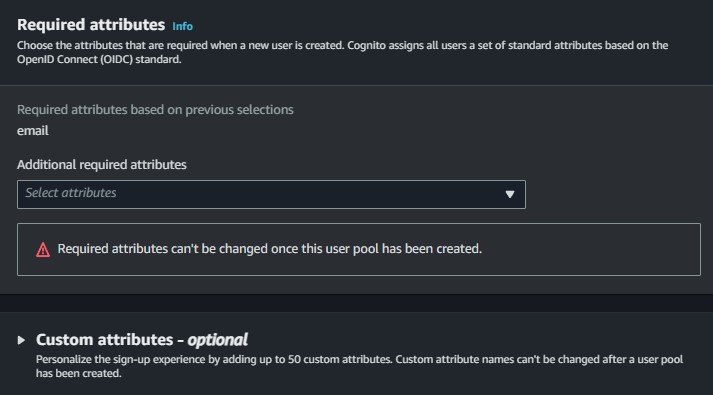 Required attributes Info
Choose the attributes that are required when a new user is created. Cognito assigns all users a set of standard attributes based on the
OpenID Connect (OIDC) standard.
Required attributes based on previous selections
email
Additional required attributes
Select attributes
Required attributes can't be changed once this user pool has been created.
Custom attributes - optional
Personalize the sign-up experience by adding up to 50 custom attributes. Custom attribute names can't be changed after a user pool
has been created.